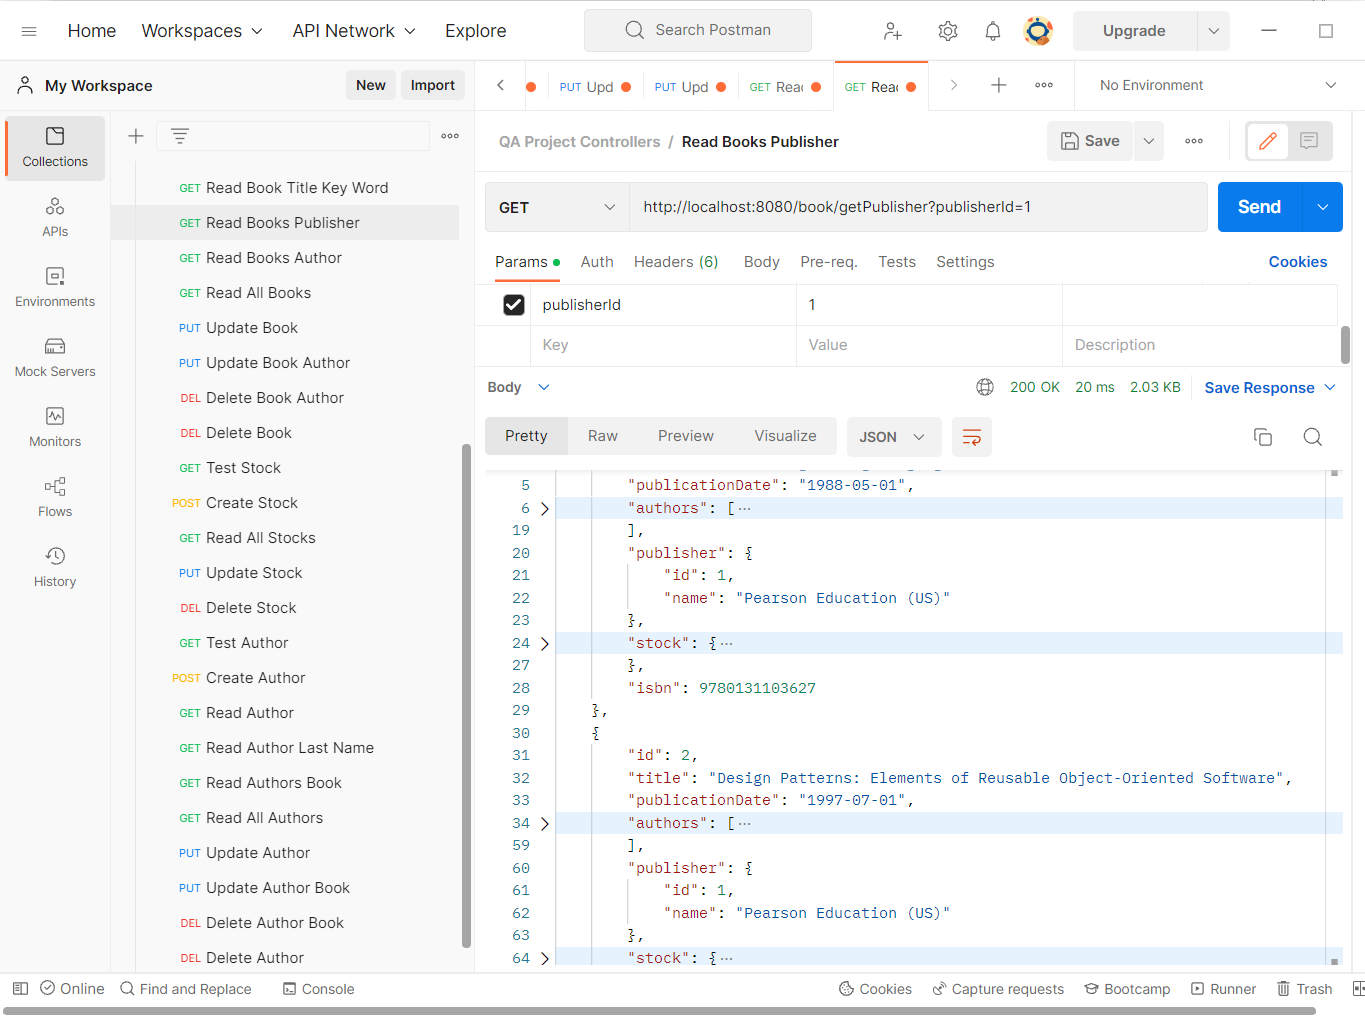 Home Workspaces API Network Explore Search Postman Upgrade
My Workspace New Import PUT Upd PUT Upd GET Rea GET Read No Environment
QA Project Controllers / Read Books Publisher Save
GET http://localhost:8080/book/getPublisher?publisherId=1 Send
Params Auth Headers (6) Body Pre-req. Tests Settings Cookies
publisherId 1
Key Value Description
Body 200 OK 20 ms 2.03 KB Save Response
Pretty Raw Preview Visualize JSON
Collections
APIs
Environments
Mock Servers
Monitors
Flows
History
GET Read Book Title Key Word
GET Read Books Publisher
GET Read Books Author
GET Read All Books
PUT Update Book
PUT Update Book Author
DEL Delete Book Author
DEL Delete Book
GET Test Stock
POST Create Stock
GET Read All Stocks
PUT Update Stock
DEL Delete Stock
GET Test Author
POST Create Author
GET Read Author
GET Read Author Last Name
GET Read Authors Book
GET Read All Authors
PUT Update Author
PUT Update Author Book
DEL Delete Author Book
DEL Delete Author
5 "publicationDate": "1988-05-01",
6 "authors": [...
19 ],
20 "publisher": {
21 "id": 1,
22 "name": "Pearson Education (US)"
23 },
24 "stock": {...
27 },
28 "isbn": 9780131103627
29 },
30 {
31 "id": 2,
32 "title": "Design Patterns: Elements of Reusable Object-Oriented Software",
33 "publicationDate": "1997-07-01",
34 "authors": [...
59 ],
60 "publisher": {
61 "id": 1,
62 "name": "Pearson Education (US)"
63 },
64 "stock": {...
Online Find and Replace Console Cookies Capture requests Bootcamp Runner Trash